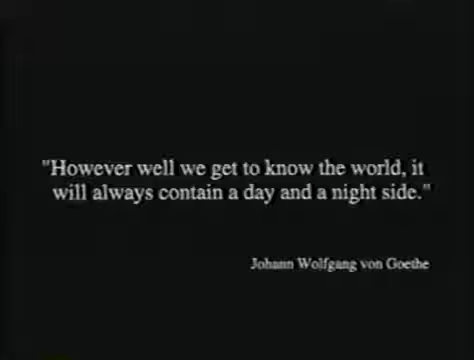 "However well we get to know the world, it
will always contain a day and a night side."
Johann Wolfgang von Goethe